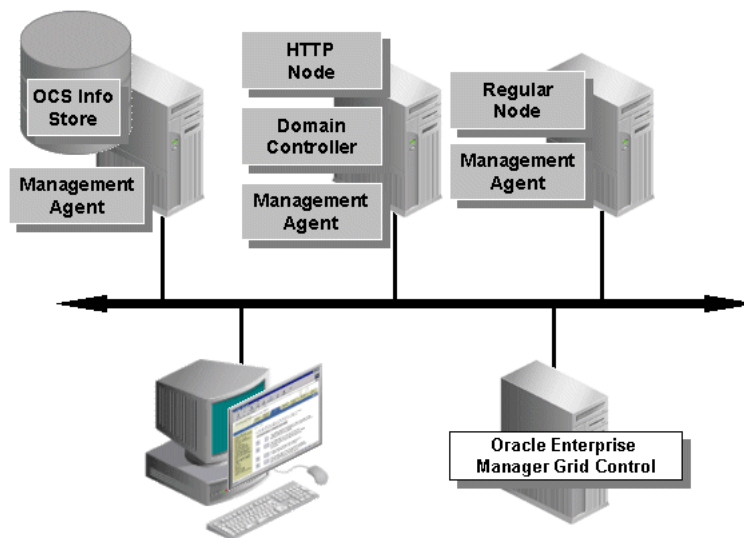 OCS Info
Store
Management
Agent
HTTP
Node
Domain
Controller
Management
Agent
Regular
Node
Management
Agent
Oracle Enterprise
Manager Grid Control